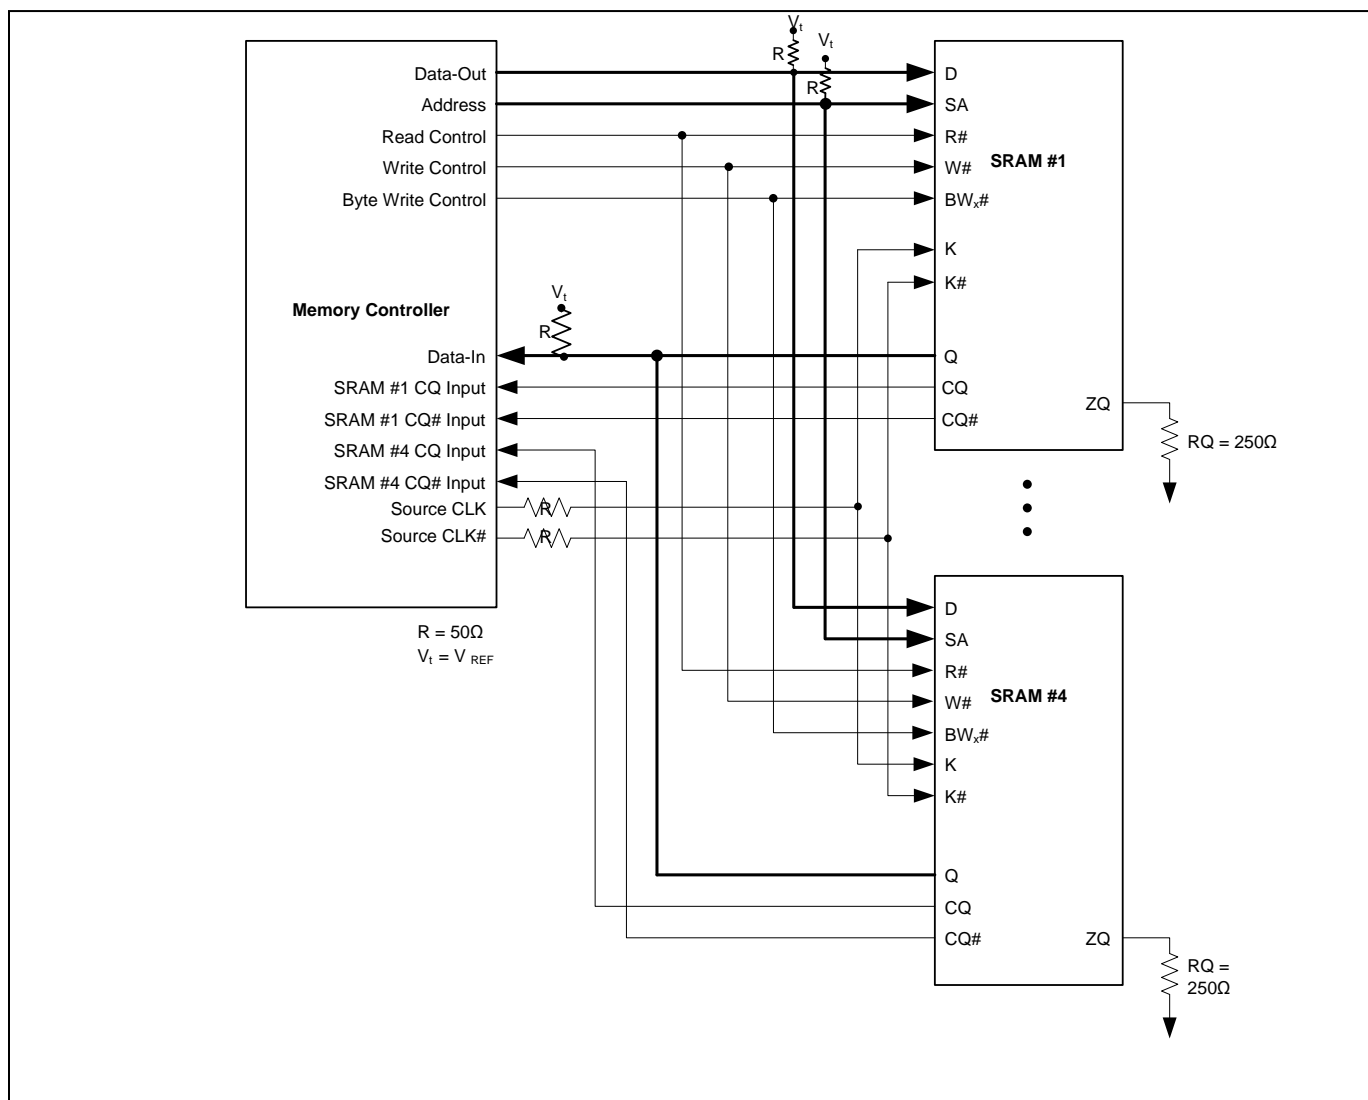 Vt
Vt
R
R
Data-Out
Address
Read Control
Write Control
Byte Write Control
Memory Controller
Vt
R
Data-In
SRAM #1 CQ Input
SRAM #1 CQ# Input
SRAM #4 CQ Input
SRAM #4 CQ# Input
Source CLK
R
Source CLK#
R
R = 50Ω
Vt = V REF
D
SA
R#
SRAM #1
W#
BWx#
K
K#
Q
CQ
CQ#
ZQ
RQ = 250Ω
D
SA
R#
SRAM #4
W#
BWx#
K
K#
Q
CQ
CQ#
ZQ
RQ =
250Ω